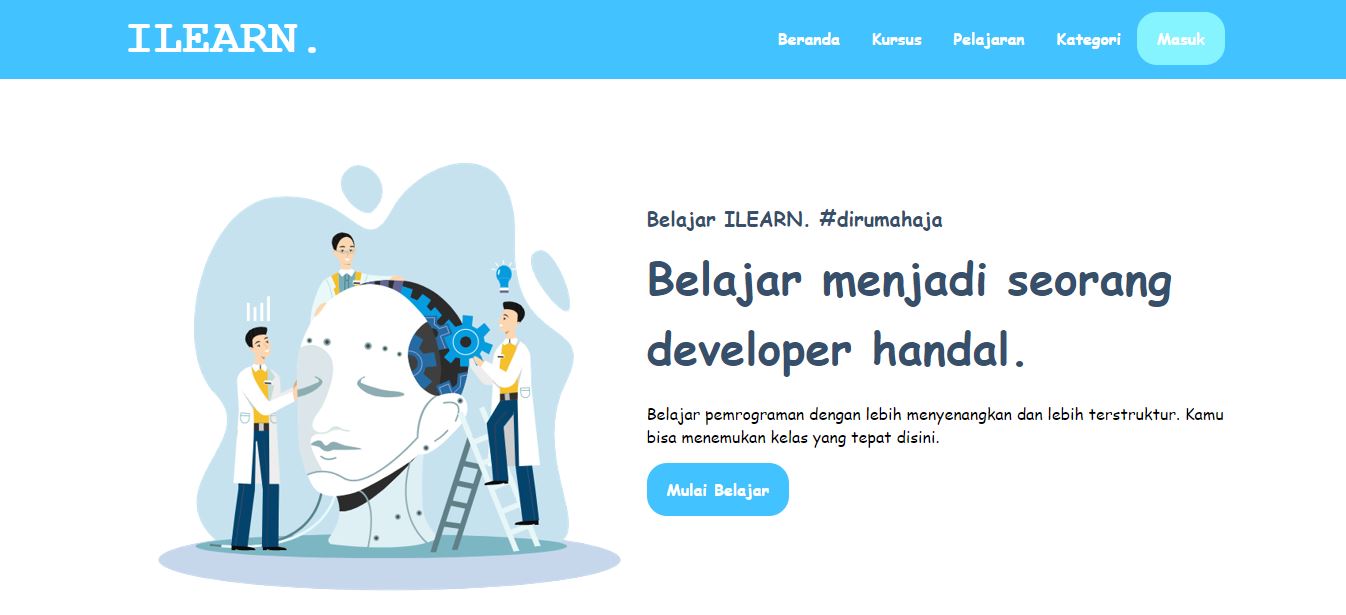 ILEARN.
Beranda Kursus Pelajaran Kategori Masuk
Belajar ILEARN. #dirumahaja
Belajar menjadi seorang
developer handal.
Belajar pemrograman dengan lebih menyenangkan dan lebih terstruktur. Kamu
bisa menemukan kelas yang tepat disini.
Mulai Belajar